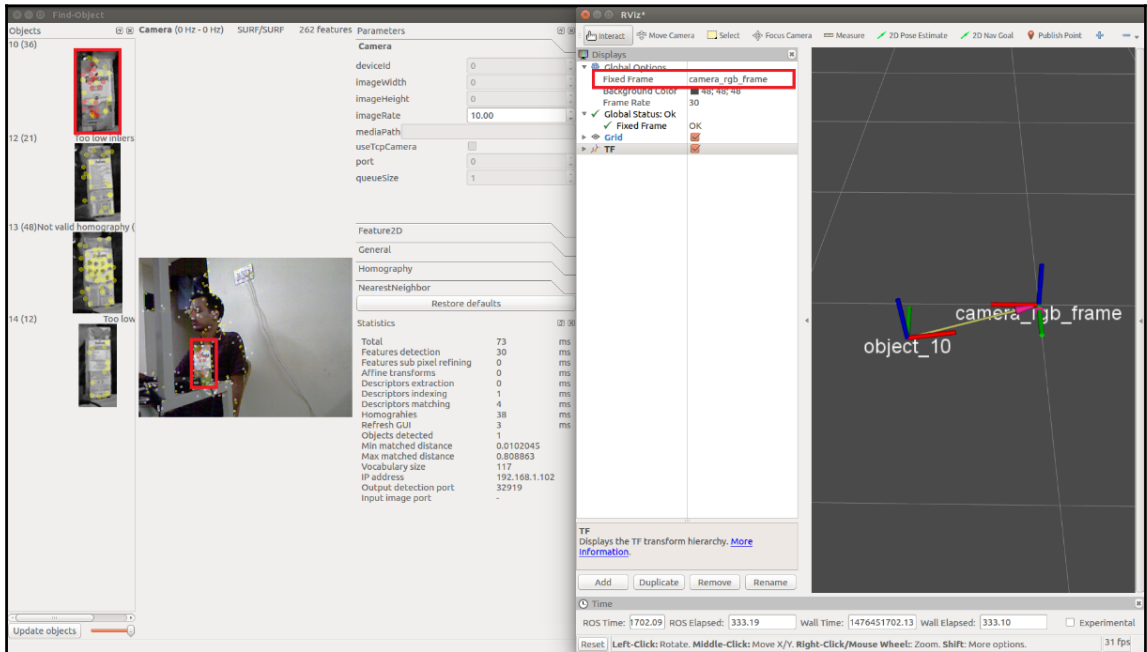 Find-Object
Objects
Camera (0 Hz - 0 Hz) SURF/SURF 262 features
10 (36)
12 (21) Too low inliers
13 (48)Not valid homography (
14 (12) Too low
Update objects
Parameters
Camera
deviceId 0
imageWidth 0
imageHeight 0
imageRate 10.00
mediaPath
useTcpCamera
port 0
queueSize 1
Feature2D
General
Homography
NearestNeighbor
Restore defaults
Statistics
Total 73 ms
Features detection 30 ms
Features sub pixel refining 0 ms
Affine transforms 0 ms
Descriptors extraction 0 ms
Descriptors indexing 1 ms
Descriptors matching 4 ms
Homograhies 38 ms
Refresh GUI 3 ms
Objects detected 1
Min matched distance 0.0102045
Max matched distance 0.808863
Vocabulary size 117
IP address 192.168.1.102
Output detection port 32919
Input image port -
RViz*
Interact Move Camera Select Focus Camera Measure 2D Pose Estimate 2D Nav Goal Publish Point
Displays
Global Options
Fixed Frame camera_rgb_frame
Background Color 48; 48; 48
Frame Rate 30
Global Status: Ok
Fixed Frame OK
Grid
TF
camera_rgb_frame
object_10
TF
Displays the TF transform hierarchy. More
Information.
Add Duplicate Remove Rename
Time
ROS Time: 1702.09 ROS Elapsed: 333.19 Wall Time: 1476451702.13 Wall Elapsed: 333.10 Experimental
Reset Left-Click: Rotate. Middle-Click: Move X/Y. Right-Click/Mouse Wheel:: Zoom. Shift: More options. 31 fps